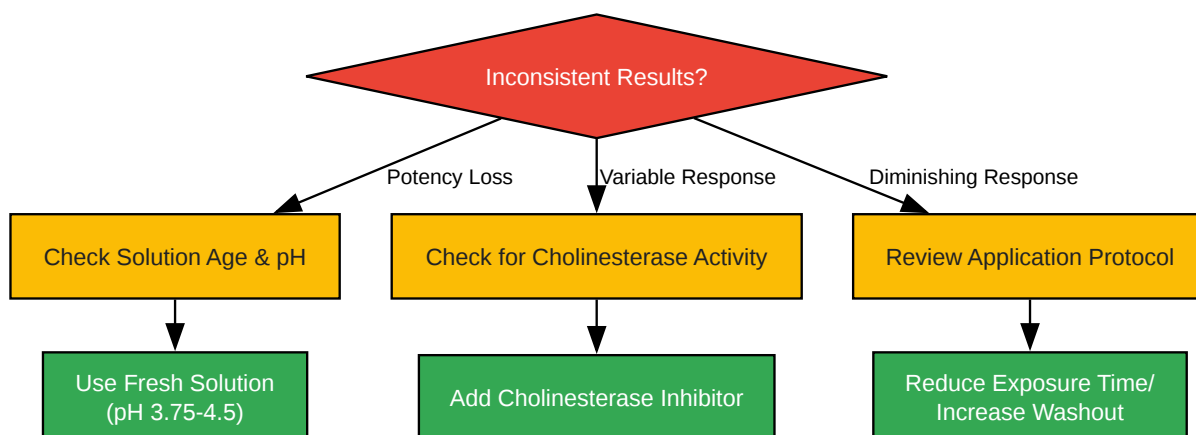 Inconsistent Results?
Potency Loss
Variable Response
Diminishing Response
Check Solution Age & pH
Check for Cholinesterase Activity
Review Application Protocol
Use Fresh Solution
(pH 3.75-4.5)
Add Cholinesterase Inhibitor
Reduce Exposure Time/
Increase Washout